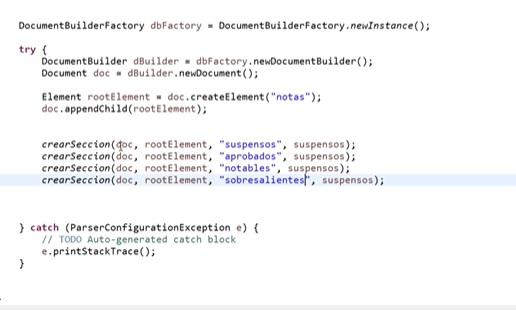 DocumentBuilderFactory dbFactory = DocumentBuilderFactory.newInstance();
try {
DocumentBuilder dBuilder = dbFactory.newDocumentBuilder();
Document doc = dBuilder.newDocument();
Element rootElement = doc.createElement("notas");
doc.appendChild(rootElement);
crearSeccion(doc, rootElement, "suspensos", suspensos);
crearSeccion(doc, rootElement, "aprobados", suspensos);
crearSeccion(doc, rootElement, "notables", suspensos);
crearSeccion(doc, rootElement, "sobresalientes", suspensos);
} catch (ParserConfigurationException e) {
// TODO Auto-generated catch block
e.printStackTrace();
}